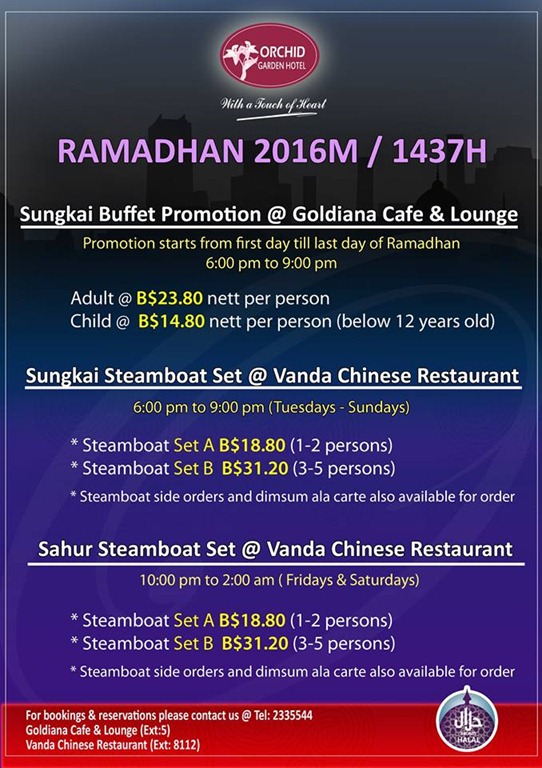 ORCHID
GARDEN HOTEL
With a Touch of Heart
RAMADHAN 2016M / 1437H
Sungkai Buffet Promotion @ Goldiana Cafe & Lounge
Promotion starts from first day till last day of Ramadhan
6:00 pm to 9:00 pm
Adult @ B$23.80 nett per person
Child @ B$14.80 nett per person (below 12 years old)
Sungkai Steamboat Set @ Vanda Chinese Restaurant
6:00 pm to 9:00 pm (Tuesdays - Sundays)
* Steamboat Set A B$18.80 (1-2 persons)
* Steamboat Set B B$31.20 (3-5 persons)
* Steamboat side orders and dimsum ala carte also available for order
Sahur Steamboat Set @ Vanda Chinese Restaurant
10:00 pm to 2:00 am ( Fridays & Saturdays)
* Steamboat Set A B$18.80 (1-2 persons)
* Steamboat Set B B$31.20 (3-5 persons)
* Steamboat side orders and dimsum ala carte also available for order
For bookings & reservations please contact us @ Tel: 2335544
Goldiana Cafe & Lounge (Ext:5)
Vanda Chinese Restaurant (Ext: 8112)
حلال
HALAL